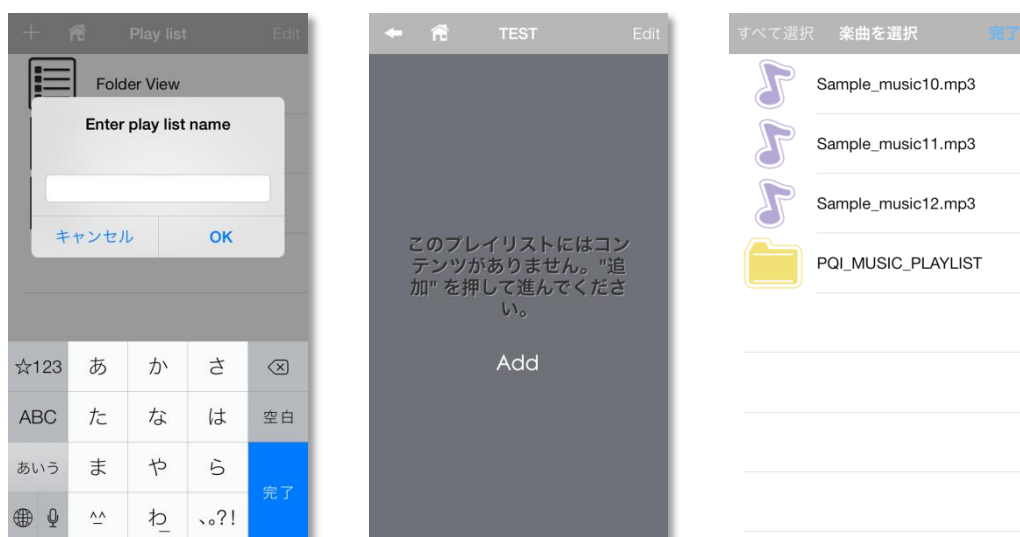 Play list
Edit
Folder View
Enter play list name
キャンセル
OK
☆123
あ
か
さ
ABC
た
な
は
空白
あいう
ま
や
ら
完了
^^
わ_
、。?!
TEST
Edit
このプレイリストにはコン
テンツがありません。"追
加" を押して進んでくださ
い。
Add
すべて選択
楽曲を選択
完了
Sample_music10.mp3
Sample_music11.mp3
Sample_music12.mp3
PQI_MUSIC_PLAYLIST